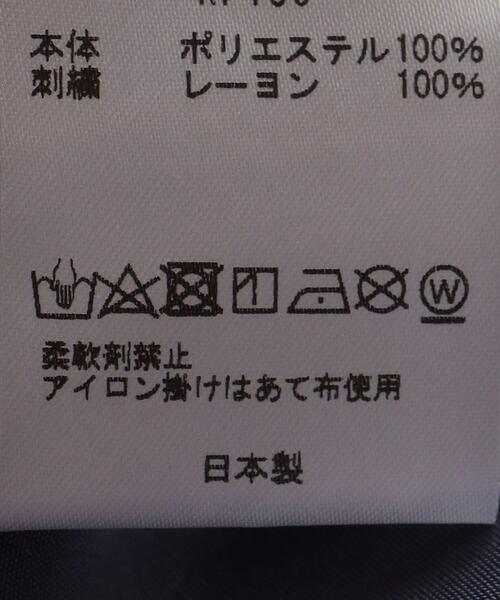 本体 ポリエステル100%
刺繍 レーヨン 100%
W
柔軟剤禁止
アイロン掛けはあて布使用
日本製